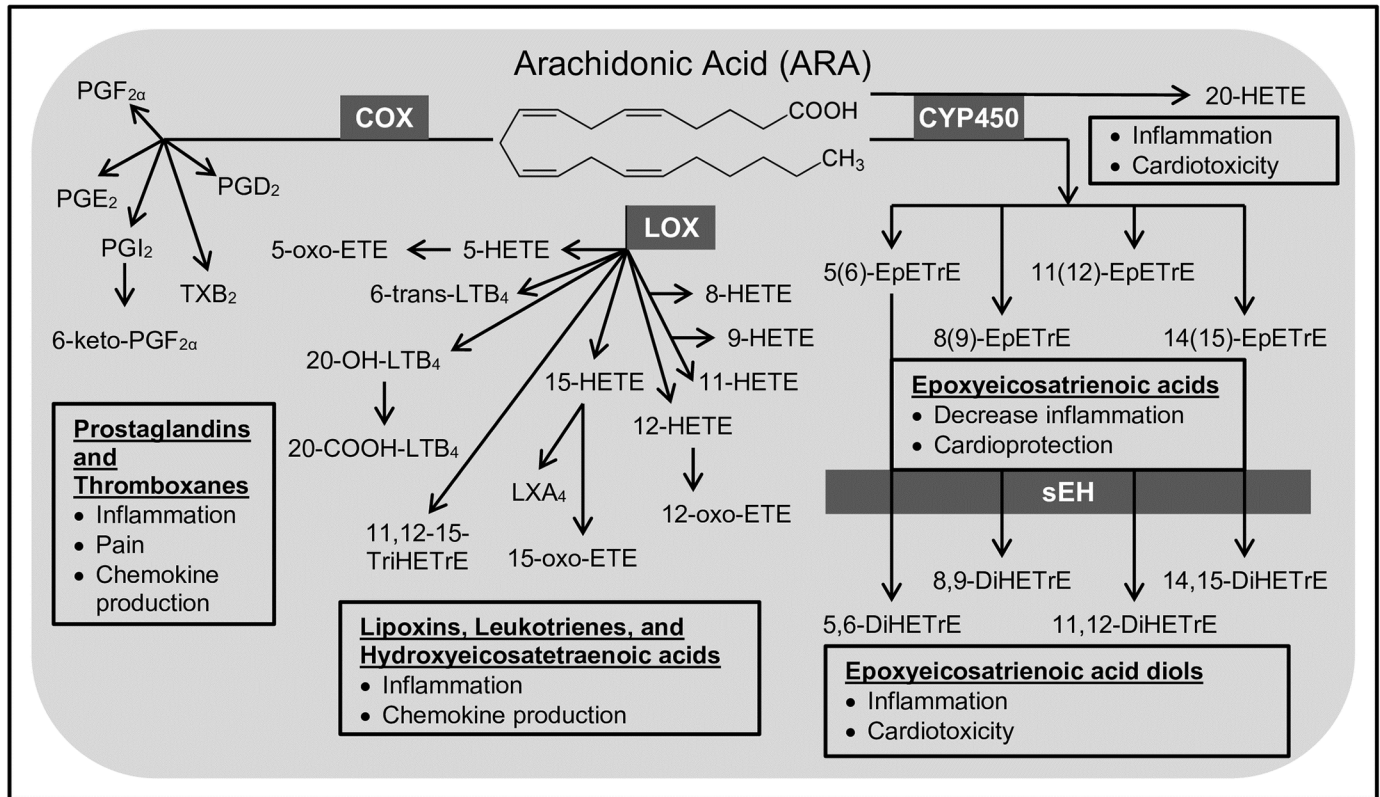 Arachidonic Acid (ARA)
PGF2α
COX
COOH
CH3
CYP450
20-HETE
• Inflammation
• Cardiotoxicity
PGE2
PGD2
PGI2
TXB2
6-keto-PGF2α
LOX
5-oxo-ETE
5-HETE
6-trans-LTB4
8-HETE
9-HETE
20-OH-LTB4
15-HETE
11-HETE
12-HETE
20-COOH-LTB4
LXA4
12-oxo-ETE
11,12-15-
TriHETrE
15-oxo-ETE
5(6)-EpETrE
11(12)-EpETrE
8(9)-EpETrE
14(15)-EpETrE
Epoxyeicosatrienoic acids
• Decrease inflammation
• Cardioprotection
sEH
8,9-DiHETrE
14,15-DiHETrE
5,6-DiHETrE
11,12-DiHETrE
Prostaglandins
and
Thromboxanes
• Inflammation
• Pain
• Chemokine
production
Lipoxins, Leukotrienes, and
Hydroxyeicosatetraenoic acids
• Inflammation
• Chemokine production
Epoxyeicosatrienoic acid diols
• Inflammation
• Cardiotoxicity